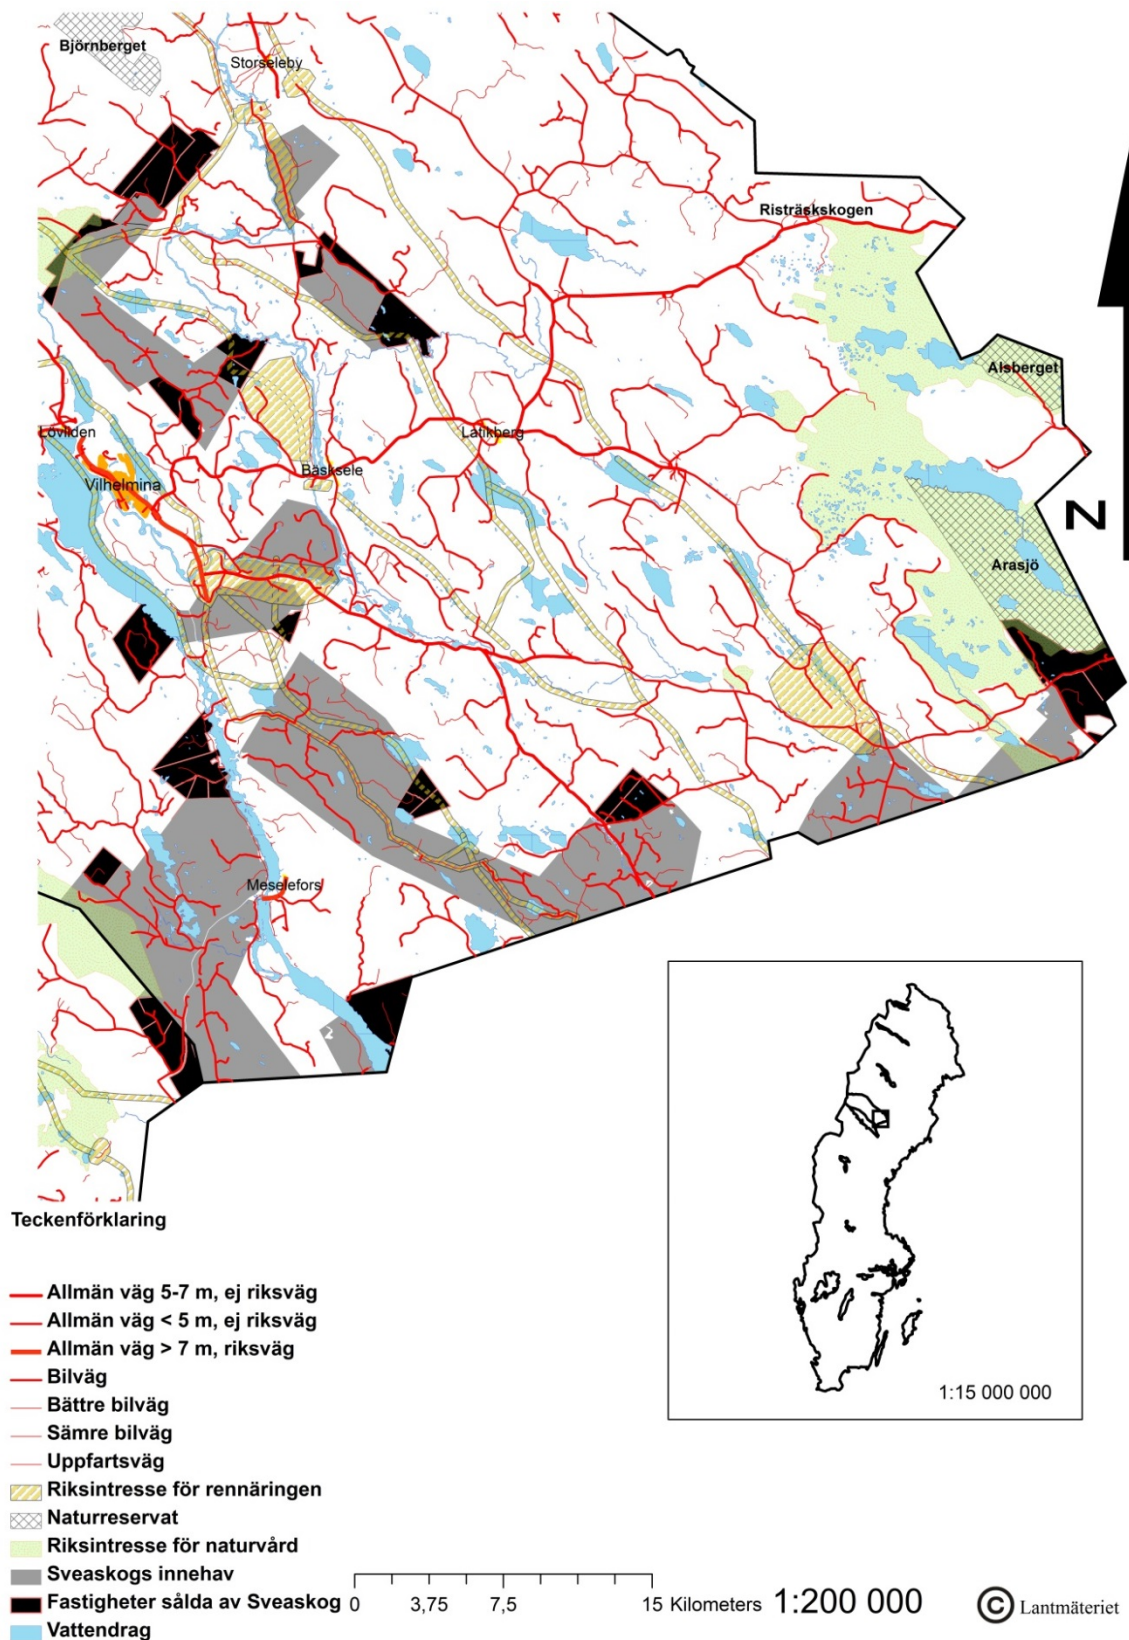 Björnberget
Storseleby
Risträskskogen
Alsberget
Lövliden
Latikberg
Bäsksele
Vilhelmina
N
Arasjö
Meselefors
1:15 000 000
Teckenförklaring
Allmän väg 5-7 m, ej riksväg
Allmän väg < 5 m, ej riksväg
Allmän väg > 7 m, riksväg
Bilväg
Bättre bilväg
Sämre bilväg
Uppfartsväg
Riksintresse för rennäringen
Naturreservat
Riksintresse för naturvård
Sveaskogs innehav
Fastigheter sålda av Sveaskog
Vattendrag
0 3,75 7,5 15 Kilometers
1:200 000
© Lantmäteriet